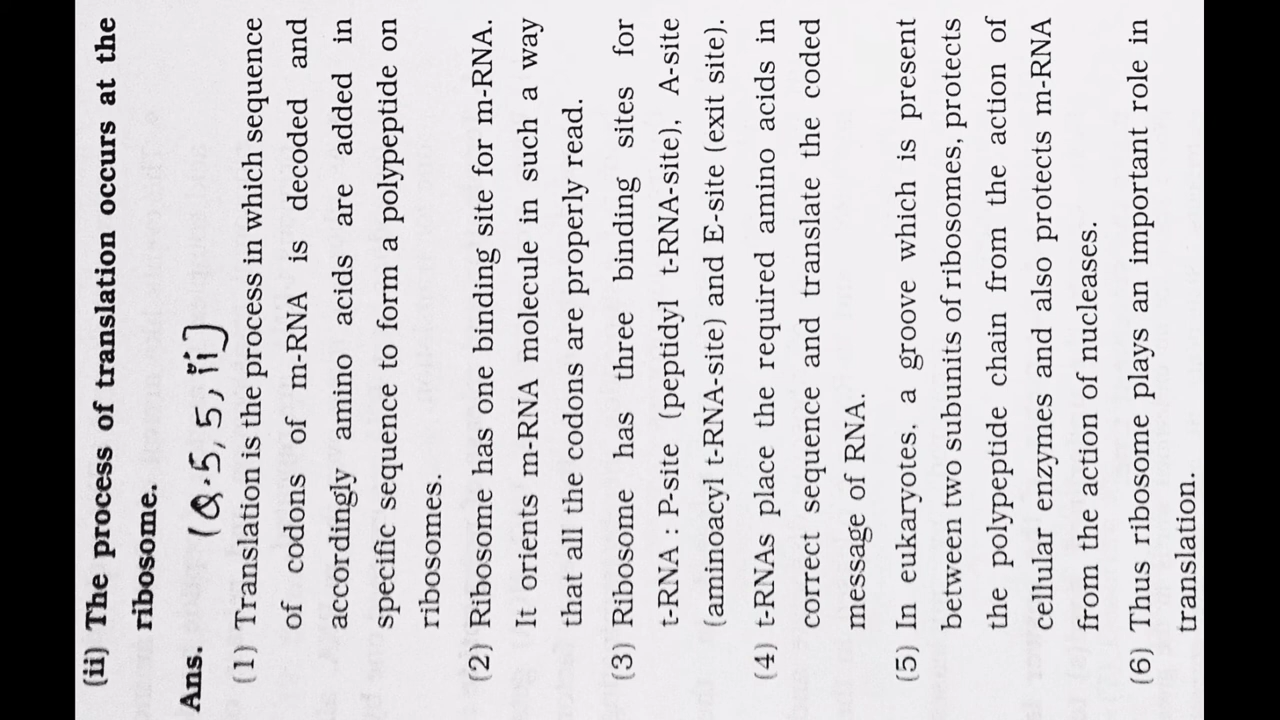 (ii) The process of translation occurs at the
ribosome.
Ans. (Q.5, 5, ii]
(1) Translation is the process in which sequence
of codons of m-RNA is decoded and
accordingly amino acids are added in
specific sequence to form a polypeptide on
ribosomes.
(2) Ribosome has one binding site for m-RNA.
It orients m-RNA molecule in such a way
that all the codons are properly read.
(3) Ribosome has three binding sites for
t-RNA : P-site (peptidyl t-RNA-site), A-site
(aminoacyl t-RNA-site) and E-site (exit site).
(4) t-RNAs place the required amino acids in
correct sequence and translate the coded
message of RNA.
(5) In eukaryotes, a groove which is present
between two subunits of ribosomes, protects
the polypeptide chain from the action of
cellular enzymes and also protects m-RNA
from the action of nucleases.
(6) Thus ribosome plays an important role in
translation.